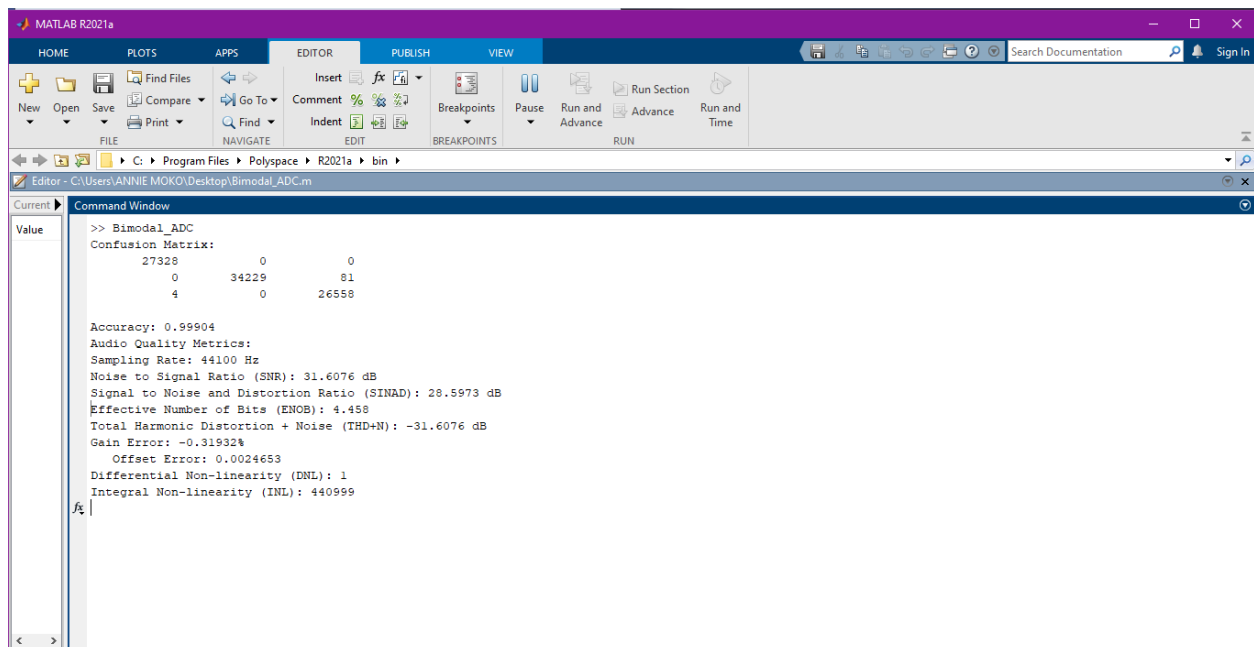 MATLAB R2021a
HOME PLOTS APPS EDITOR PUBLISH VIEW Search Documentation Sign In
Find Files Insert fx
New Open Save Compare Go To Comment % Breakpoints Pause Run and Advance Run Section Run and Time
Print Find Indent Advance
FILE NAVIGATE EDIT BREAKPOINTS RUN
C: Program Files Polyspace R2021a bin
Editor - C:\Users\ANNIE MOKO\Desktop\Bimodal_ADC.m
Current Command Window
Value
>> Bimodal_ADC
Confusion Matrix:
27328 0 0
0 34229 81
4 0 26558
Accuracy: 0.99904
Audio Quality Metrics:
Sampling Rate: 44100 Hz
Noise to Signal Ratio (SNR): 31.6076 dB
Signal to Noise and Distortion Ratio (SINAD): 28.5973 dB
Effective Number of Bits (ENOB): 4.458
Total Harmonic Distortion + Noise (THD+N): -31.6076 dB
Gain Error: -0.31932%
Offset Error: 0.0024653
Differential Non-linearity (DNL): 1
Integral Non-linearity (INL): 440999
fx